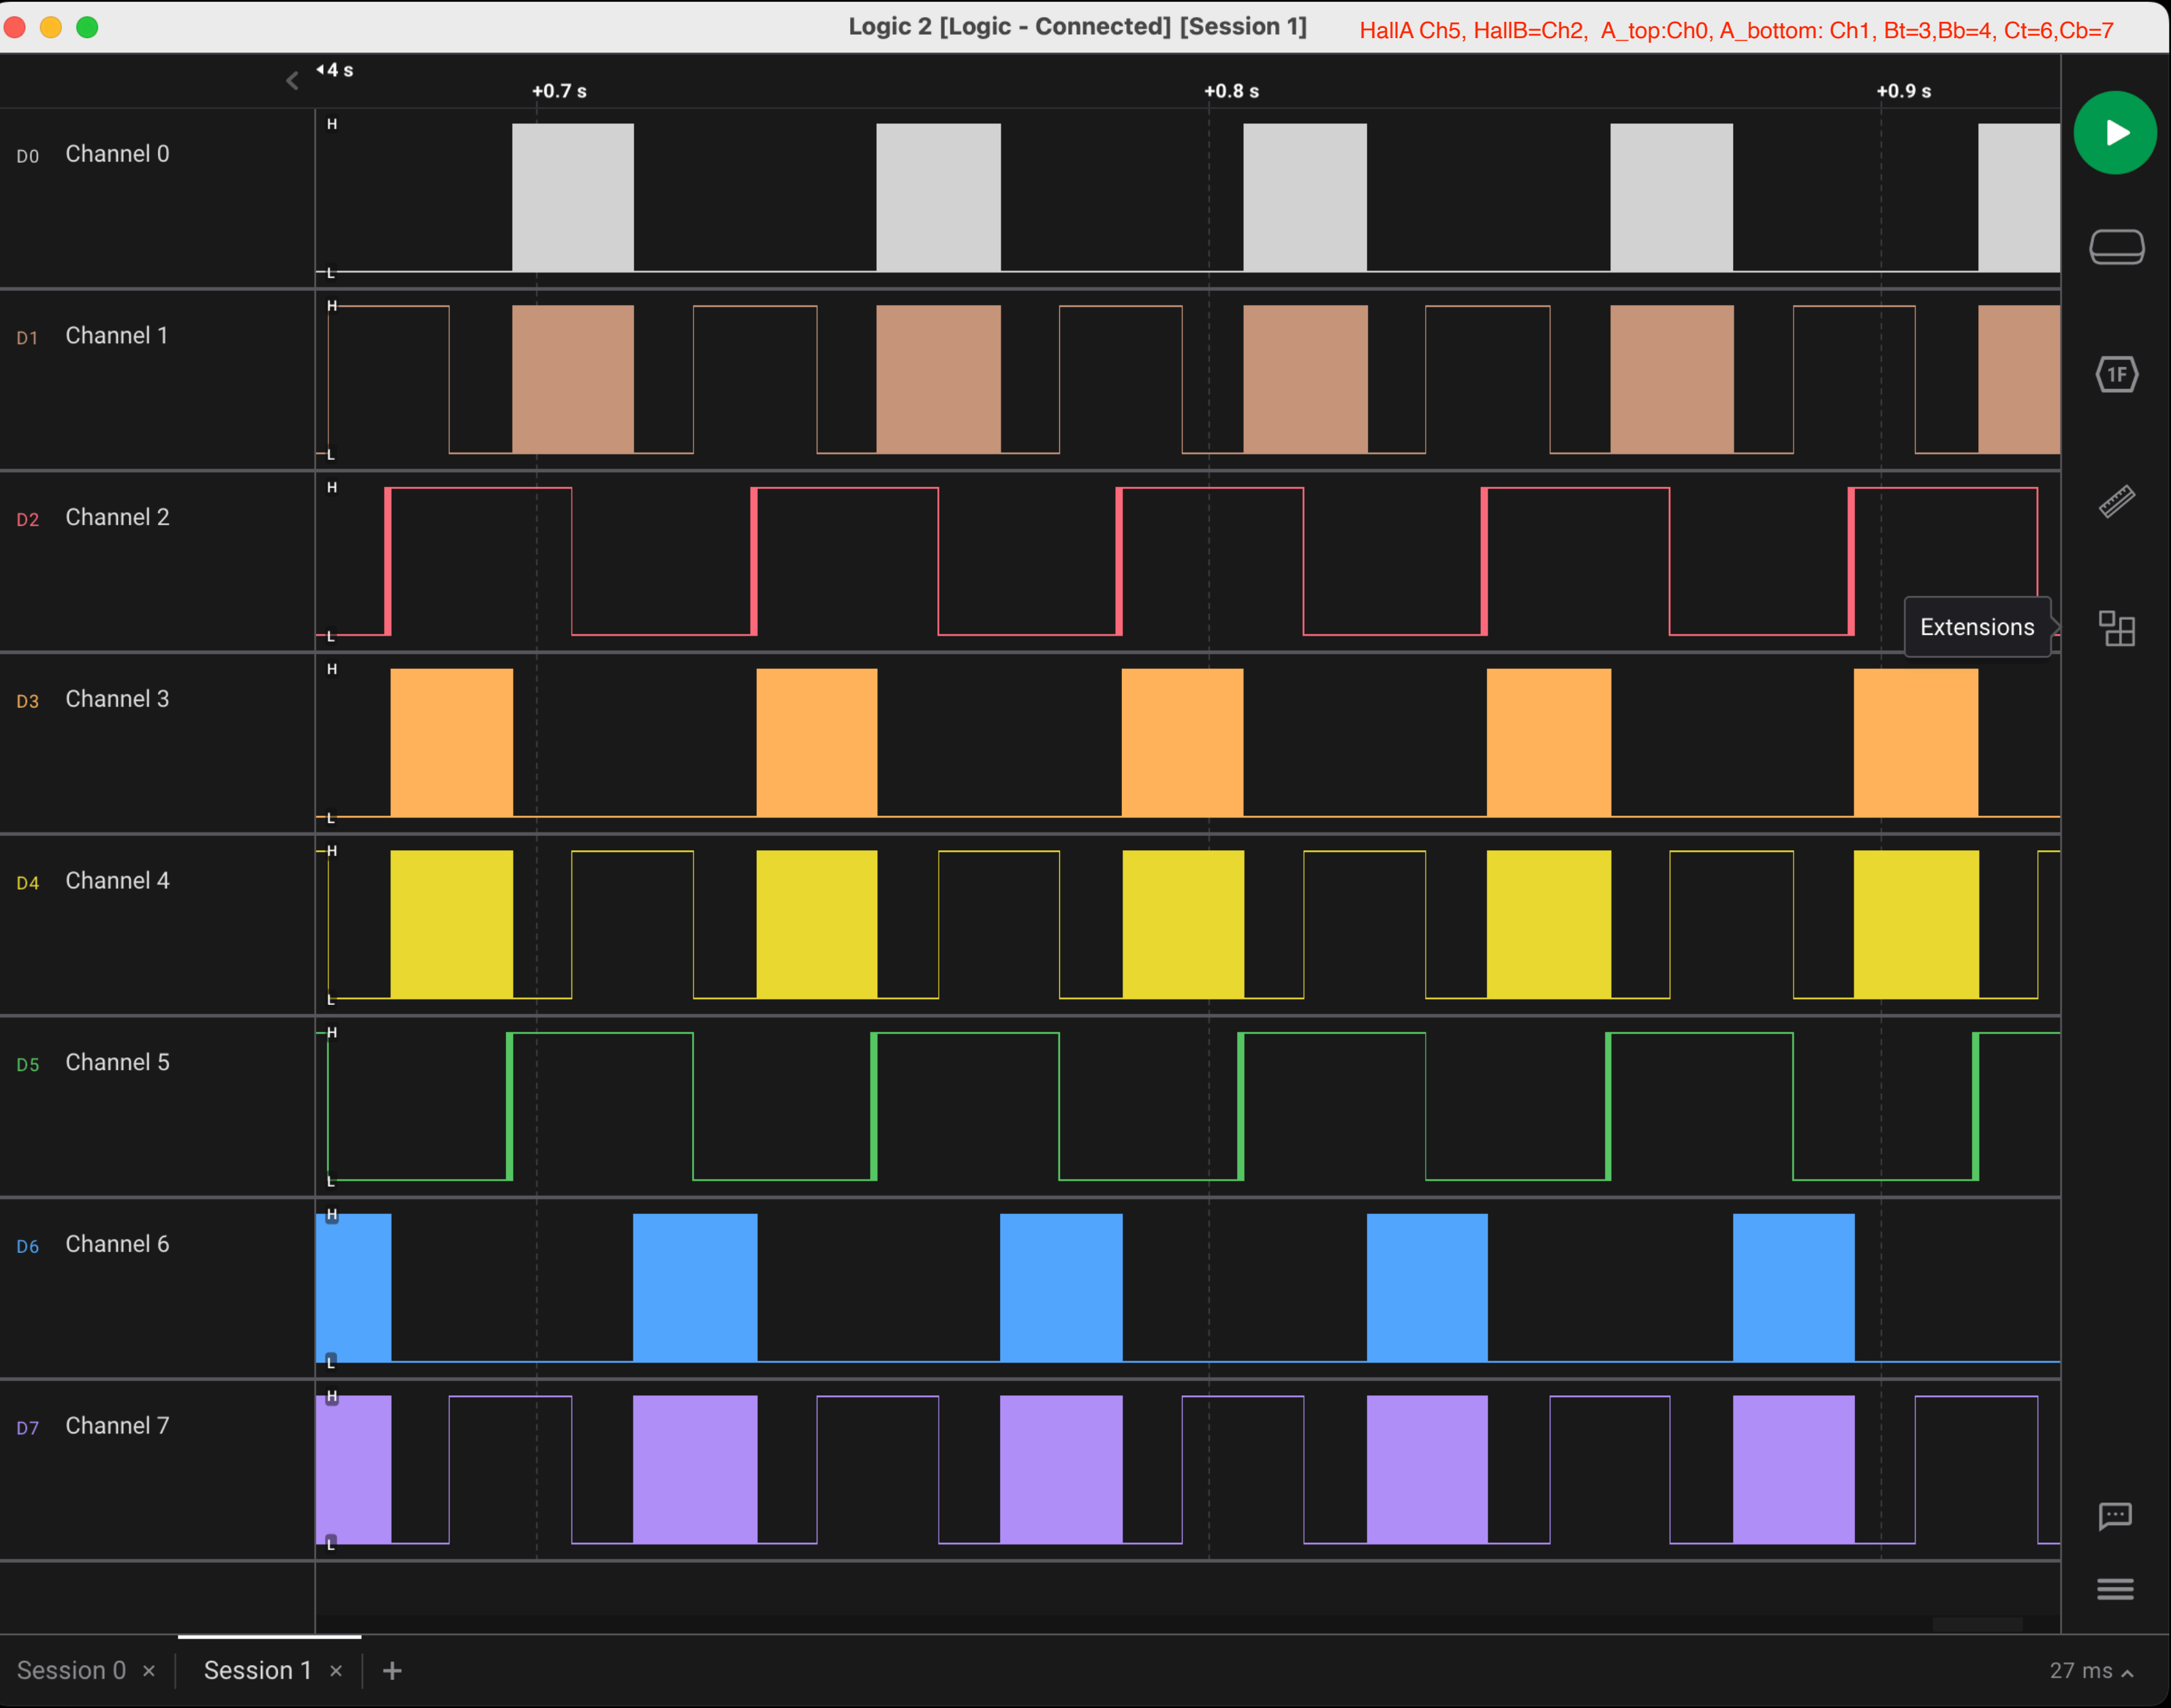 Logic 2 [Logic - Connected] [Session 1]
HallA Ch5, HallB=Ch2,  A_top:Ch0, A_bottom: Ch1, Bt=3,Bb=4, Ct=6,Cb=7
4 s
+0.7 s
+0.8 s
+0.9 s
H
D0 Channel 0
L
H
D1 Channel 1
L
H
D2 Channel 2
L
Extensions
H
D3 Channel 3
L
H
D4 Channel 4
L
H
D5 Channel 5
L
H
D6 Channel 6
L
H
D7 Channel 7
L
1F
Session 0
Session 1
27 ms